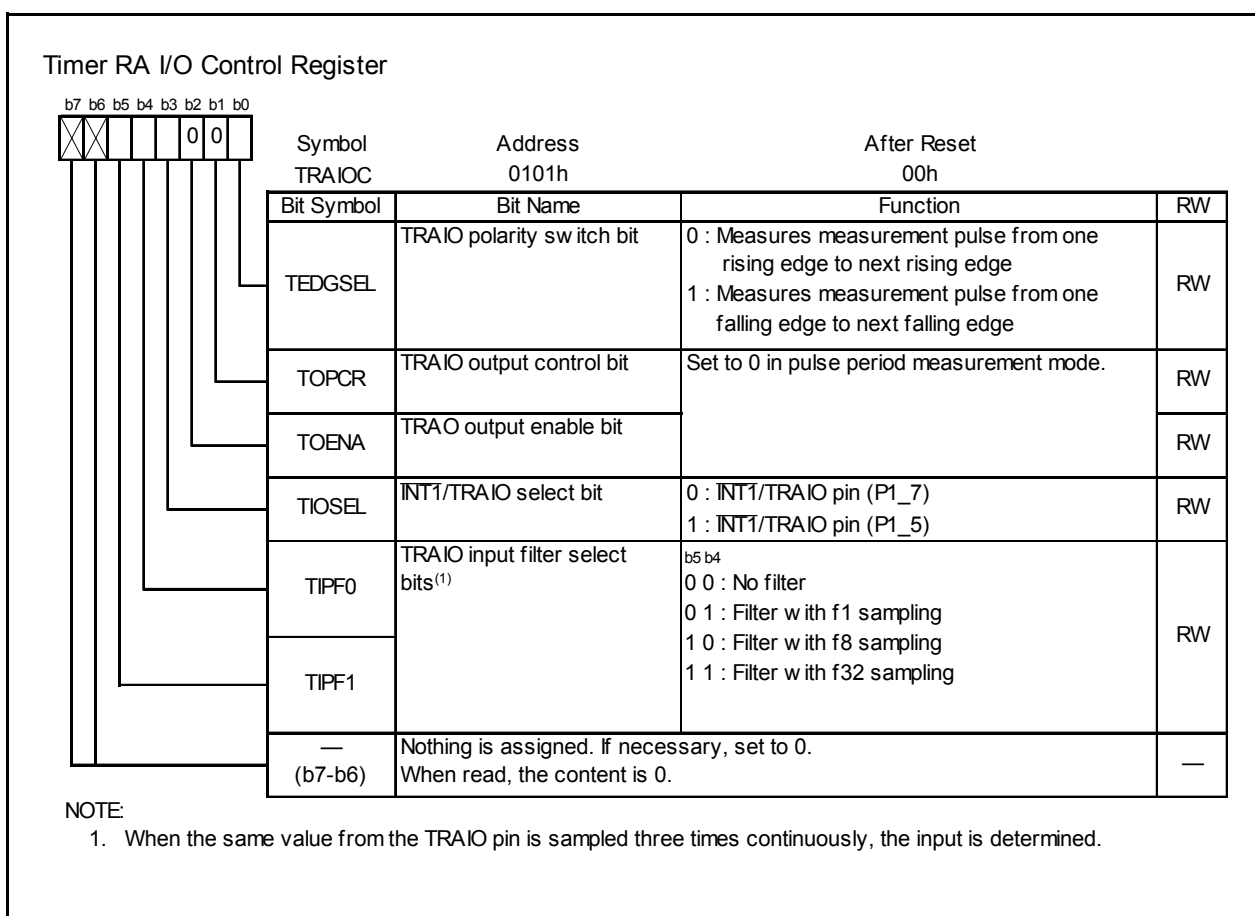 Timer RA I/O Control Register
b7 b6 b5 b4 b3 b2 b1 b0
0 0
Symbol Address After Reset
TRAIOC 0101h 00h
Bit Symbol Bit Name Function RW
TEDGSEL TRAIO polarity switch bit 0 : Measures measurement pulse from one
rising edge to next rising edge
1 : Measures measurement pulse from one
falling edge to next falling edge RW
TOPCR TRAIO output control bit Set to 0 in pulse period measurement mode. RW
TOENA TRAO output enable bit RW
TIOSEL I̅N̅T̅1̅/TRAIO select bit 0 : I̅N̅T̅1̅/TRAIO pin (P1_7)
1 : I̅N̅T̅1̅/TRAIO pin (P1_5) RW
TIPF0 TRAIO input filter select
bits(1) b5 b4
0 0 : No filter
0 1 : Filter with f1 sampling
1 0 : Filter with f8 sampling
1 1 : Filter with f32 sampling RW
TIPF1
—
(b7-b6) Nothing is assigned. If necessary, set to 0.
When read, the content is 0. —
NOTE:
1. When the same value from the TRAIO pin is sampled three times continuously, the input is determined.